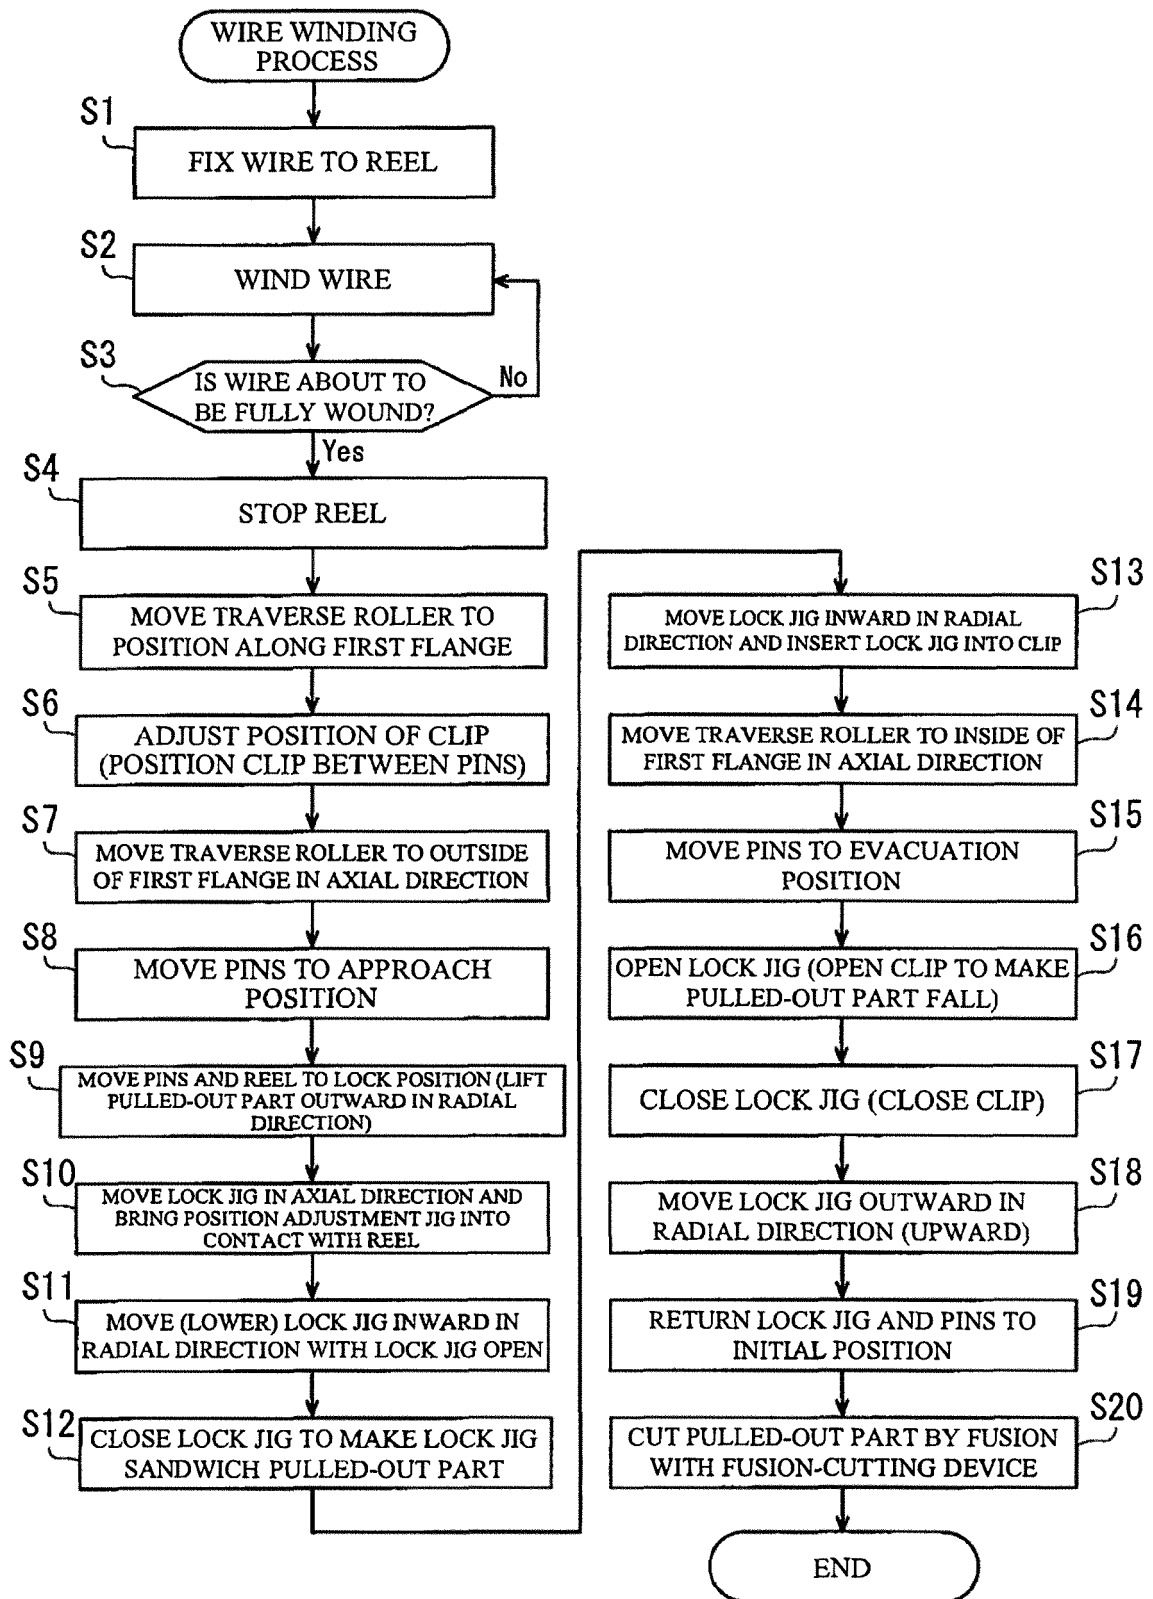 WIRE WINDING
PROCESS
S1
FIX WIRE TO REEL
S2
WIND WIRE
S3
IS WIRE ABOUT TO
BE FULLY WOUND?
No
Yes
S4
STOP REEL
S5
MOVE TRAVERSE ROLLER TO
POSITION ALONG FIRST FLANGE
S6
ADJUST POSITION OF CLIP
(POSITION CLIP BETWEEN PINS)
S7
MOVE TRAVERSE ROLLER TO OUTSIDE
OF FIRST FLANGE IN AXIAL DIRECTION
S8
MOVE PINS TO APPROACH
POSITION
S9
MOVE PINS AND REEL TO LOCK POSITION (LIFT
PULLED-OUT PART OUTWARD IN RADIAL
DIRECTION)
S10
MOVE LOCK JIG IN AXIAL DIRECTION AND
BRING POSITION ADJUSTMENT JIG INTO
CONTACT WITH REEL
S11
MOVE (LOWER) LOCK JIG INWARD IN
RADIAL DIRECTION WITH LOCK JIG OPEN
S12
CLOSE LOCK JIG TO MAKE LOCK JIG
SANDWICH PULLED-OUT PART
S13
MOVE LOCK JIG INWARD IN RADIAL
DIRECTION AND INSERT LOCK JIG INTO CLIP
S14
MOVE TRAVERSE ROLLER TO INSIDE OF
FIRST FLANGE IN AXIAL DIRECTION
S15
MOVE PINS TO EVACUATION
POSITION
S16
OPEN LOCK JIG (OPEN CLIP TO MAKE
PULLED-OUT PART FALL)
S17
CLOSE LOCK JIG (CLOSE CLIP)
S18
MOVE LOCK JIG OUTWARD IN
RADIAL DIRECTION (UPWARD)
S19
RETURN LOCK JIG AND PINS TO
INITIAL POSITION
S20
CUT PULLED-OUT PART BY FUSION
WITH FUSION-CUTTING DEVICE
END